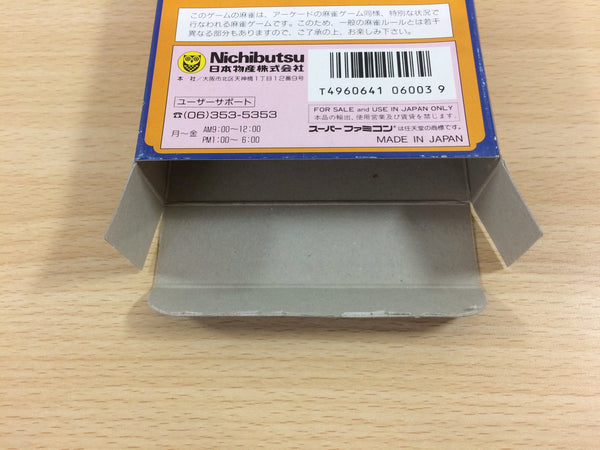 このゲームの麻雀は、アーケードの麻雀ゲーム同様、特別な状況で
行なわれる麻雀ゲームです。このため、一般の麻雀ルールとは若干
異なる部分もありますので、ご了承の上、お楽しみ下さい。
Nichibutsu
日本物産株式会社
本 社／大阪市北区天神橋1丁目12番9号
ユーザーサポート
☎(06)353-5353
月～金 AM9:00～12:00
PM1:00～ 6:00
T4960641 06003 9
FOR SALE and USE IN JAPAN ONLY
本品の輸出、使用営業及び賃貸を禁じます。
スーパーファミコン®は任天堂の商標です。
MADE IN JAPAN